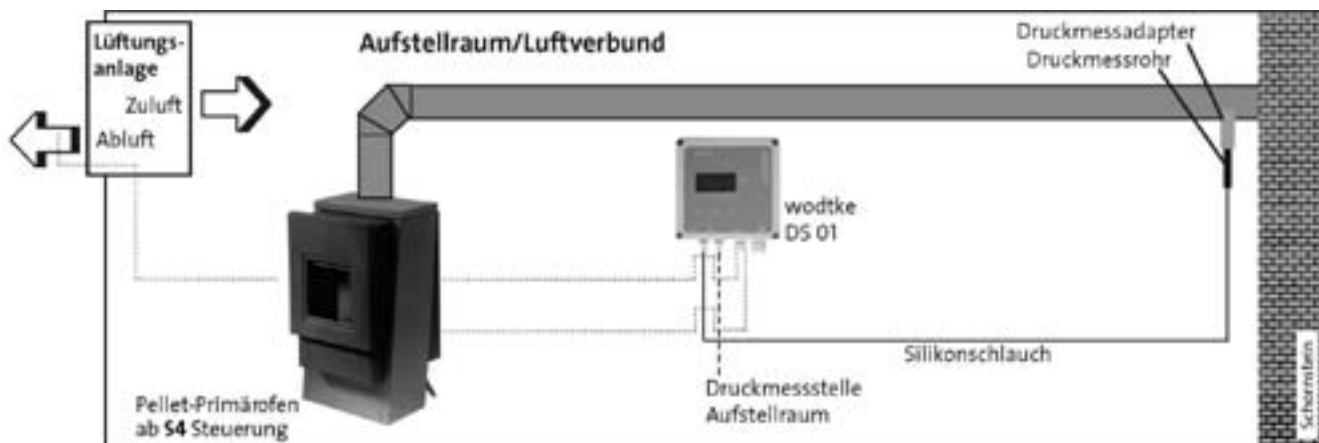 Lüftungs-
anlage
Zuluft
Abluft
Aufstellraum/Luftverbund
Druckmessadapter
Druckmessrohr
wodtke
DS 01
Silikonschlauch
Druckmessstelle
Aufstellraum
Pellet-Primärofen
ab S4 Steuerung
Schornstein